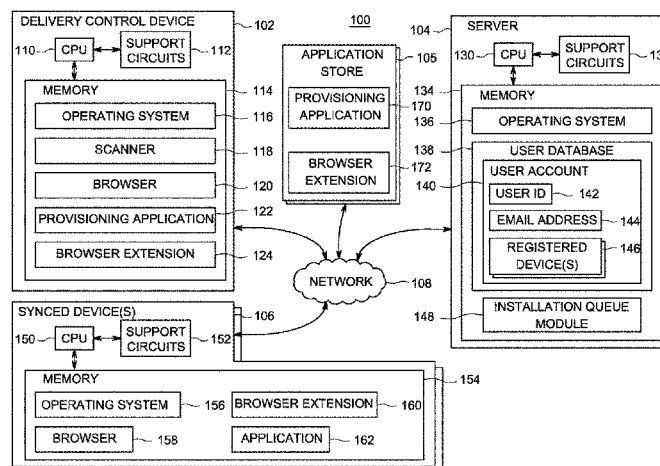 100
DELIVERY CONTROL DEVICE
102
110
CPU
SUPPORT CIRCUITS
112
MEMORY
114
OPERATING SYSTEM
116
SCANNER
118
BROWSER
120
PROVISIONING APPLICATION
122
BROWSER EXTENSION
124
APPLICATION STORE
105
PROVISIONING APPLICATION
170
BROWSER EXTENSION
172
NETWORK
108
104
SERVER
130
CPU
SUPPORT CIRCUITS
134
MEMORY
136
OPERATING SYSTEM
138
USER DATABASE
140
USER ACCOUNT
USER ID
142
EMAIL ADDRESS
144
REGISTERED DEVICE(S)
146
148
INSTALLATION QUEUE MODULE
SYNCED DEVICE(S)
106
150
CPU
SUPPORT CIRCUITS
152
MEMORY
154
OPERATING SYSTEM
156
BROWSER EXTENSION
160
BROWSER
158
APPLICATION
162